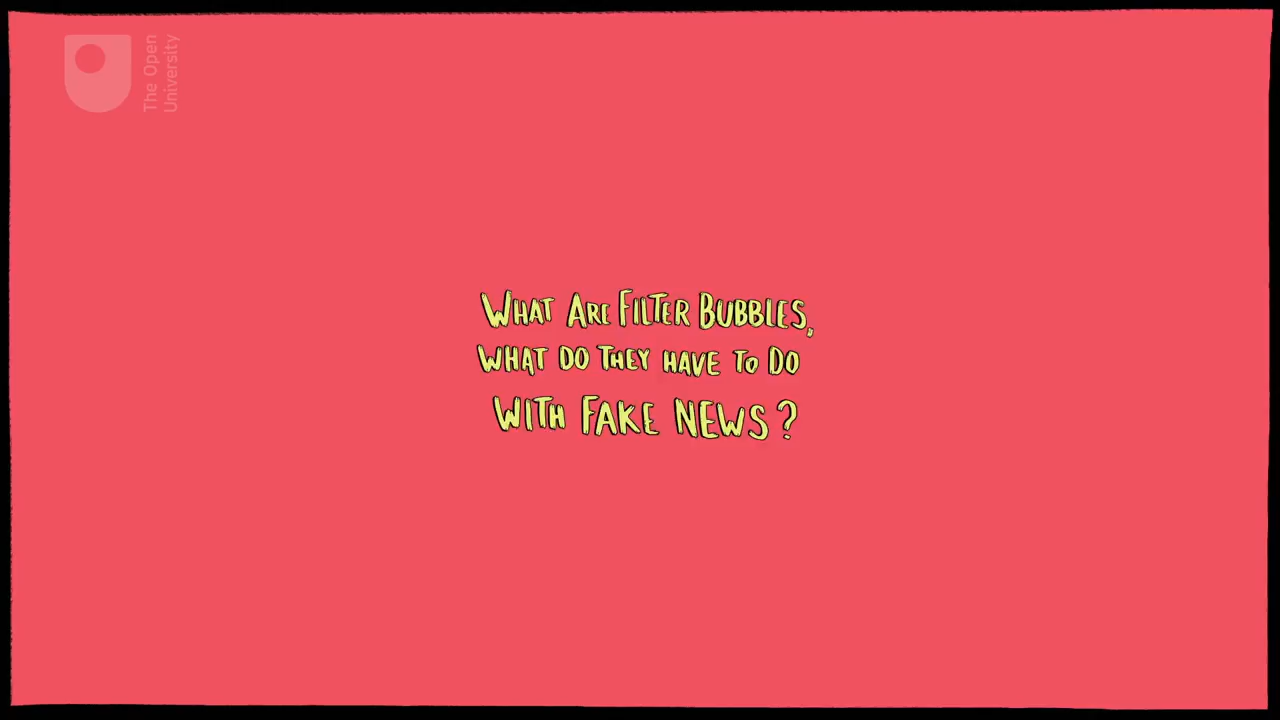 The Open
University
WHAT ARE FILTER BUBBLES,
WHAT DO THEY HAVE TO DO
WITH FAKE NEWS?